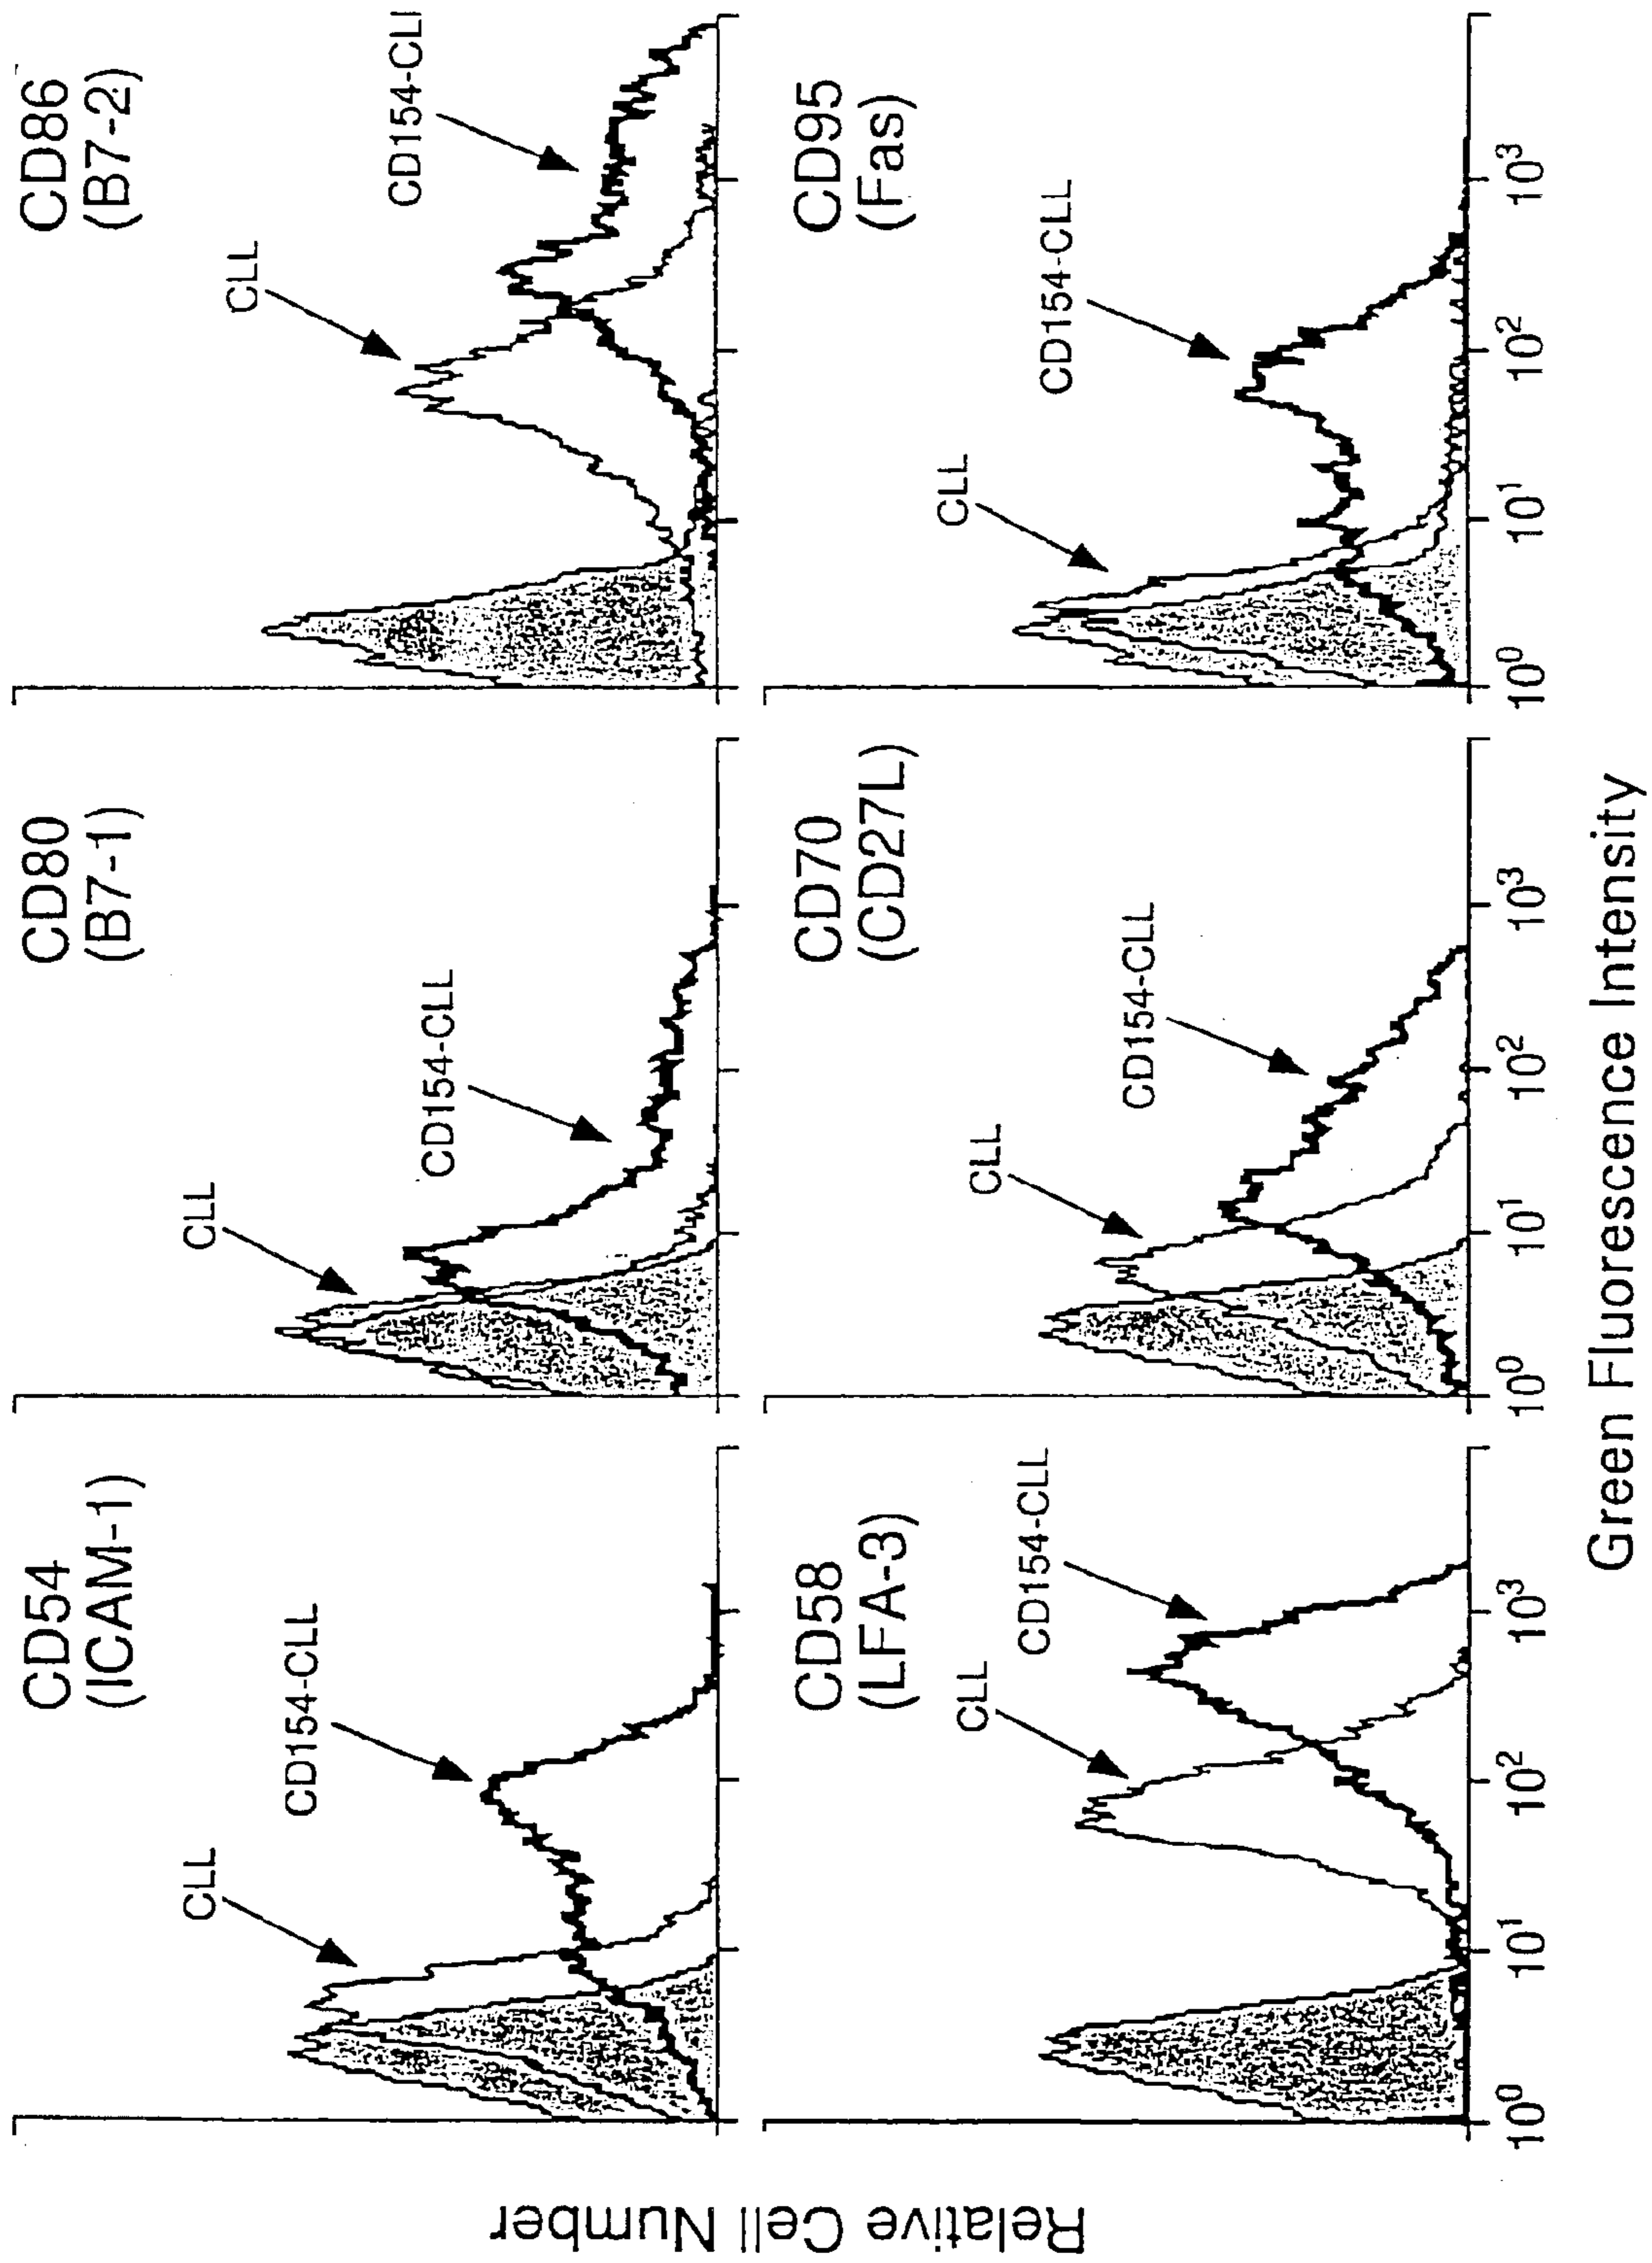 CD54
(ICAM-1)
CLL
CD154-CLL
CD80
(B7-1)
CLL
CD154-CLL
CD86
(B7-2)
CLL
CD154-CLI
CD58
(LFA-3)
CLL
CD154-CLL
CD70
(CD27L)
CLL
CD154-CLL
CD95
(Fas)
CLL
CD154-CLL
10⁰ 10¹ 10² 10³
10⁰ 10¹ 10² 10³
10⁰ 10¹ 10² 10³
Green Fluorescence Intensity
Relative Cell Number